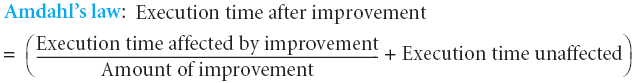 Amdahl's law: Execution time after improvement
= (Execution time affected by improvement / Amount of improvement + Execution time unaffected)